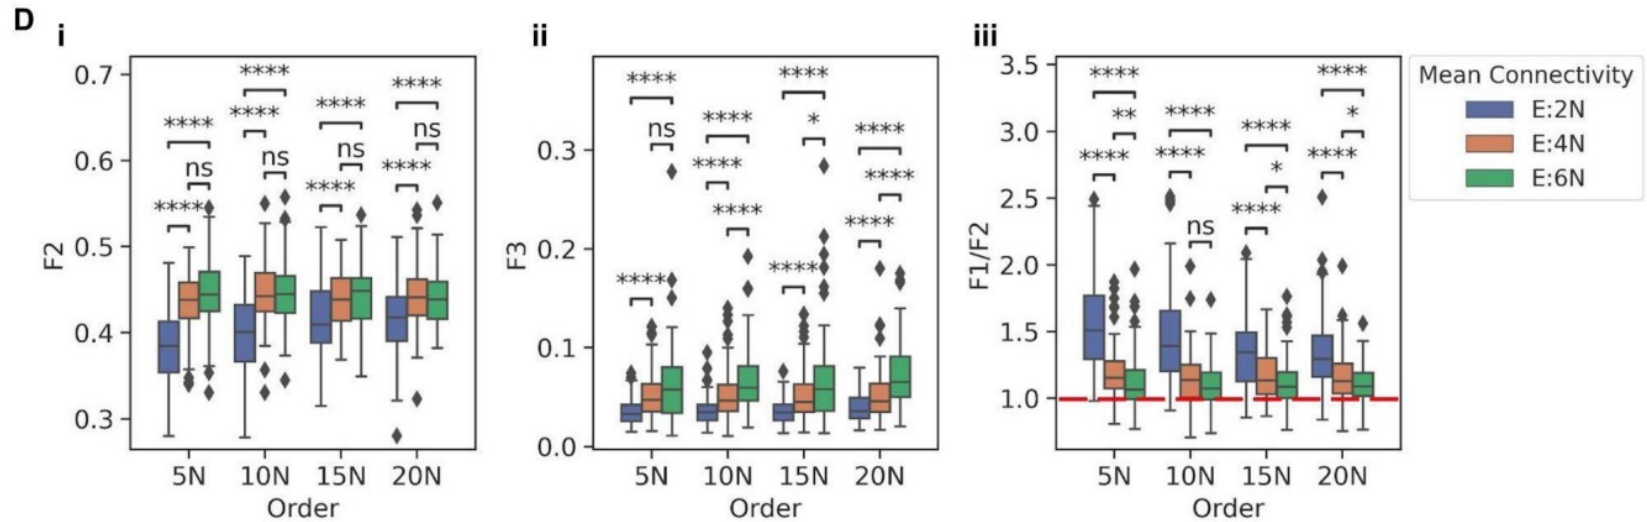 D
i
ii
iii
F2
0.7
0.6
0.5
0.4
0.3
****
****
****
****
****
ns
****
ns
****
ns
****
ns
5N 10N 15N 20N
Order
F3
0.3
0.2
0.1
0.0
****
ns
****
****
****
****
****
*
****
****
****
****
5N 10N 15N 20N
Order
F1/F2
3.5
3.0
2.5
2.0
1.5
1.0
****
**
****
****
****
ns
****
*
****
****
*
****
5N 10N 15N 20N
Order
Mean Connectivity
E:2N
E:4N
E:6N